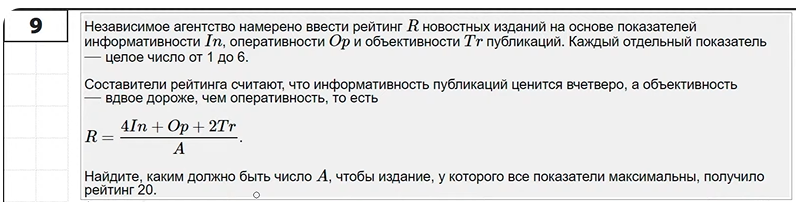 9
Независимое агентство намерено ввести рейтинг R новостных изданий на основе показателей
информативности In, оперативности Op и объективности Tr публикаций. Каждый отдельный показатель
— целое число от 1 до 6.
Составители рейтинга считают, что информативность публикаций ценится вчетверо, а объективность
— вдвое дороже, чем оперативность, то есть
R = (4In + Op + 2Tr) / A.
Найдите, каким должно быть число A, чтобы издание, у которого все показатели максимальны, получило
рейтинг 20.